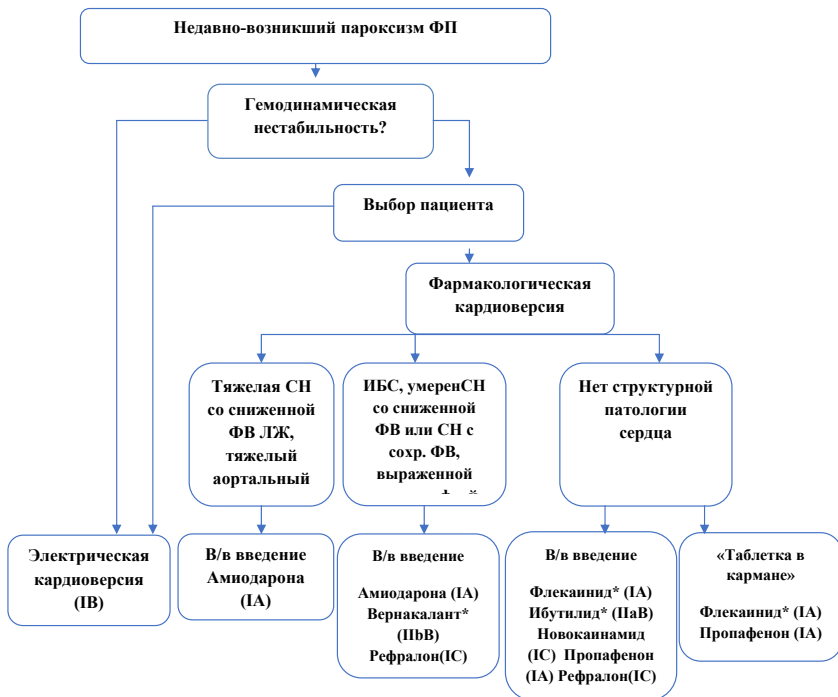 Недавно-возникший пароксизм ФП
Гемодинамическая
нестабильность?
Выбор пациента
Фармакологическая
кардиоверсия
Тяжелая СН
со сниженной
ФВ ЛЖ,
тяжелый
аортальный
ИБС, умеренСН
со сниженной
ФВ или СН с
сохр. ФВ,
выраженной
Нет структурной
патологии
сердца
Электрическая
кардиоверсия
(IB)
В/в введение
Амиодарона
(IA)
В/в введение
Амиодарона (IA)
Вернакалант*
(IIbB)
Рефралон(IC)
В/в введение
Флекаинид* (IA)
Ибутилид* (IIaB)
Новокаинамид
(IC) Пропафенон
(IA) Рефралон(IC)
«Таблетка в
кармане»
Флекаинид* (IA)
Пропафенон (IA)